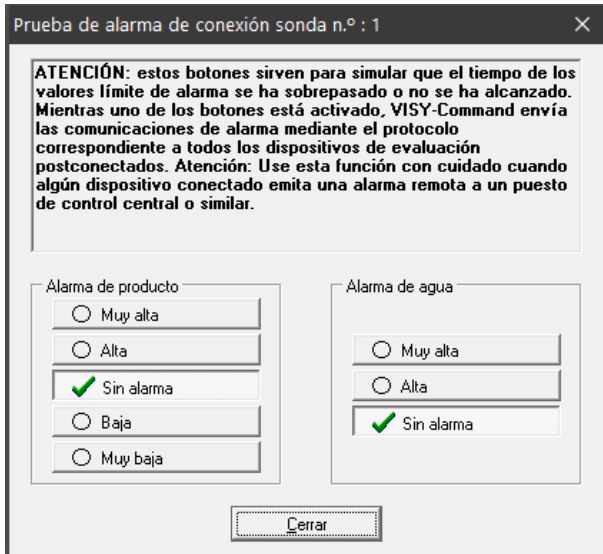 Prueba de alarma de conexión sonda n.º : 1
ATENCIÓN: estos botones sirven para simular que el tiempo de los
valores límite de alarma se ha sobrepasado o no se ha alcanzado.
Mientras uno de los botones está activado, VISY-Command envía
las comunicaciones de alarma mediante el protocolo
correspondiente a todos los dispositivos de evaluación
postconectados. Atención: Use esta función con cuidado cuando
algún dispositivo conectado emita una alarma remota a un puesto
de control central o similar.
Alarma de producto
Muy alta
Alta
Sin alarma
Baja
Muy baja
Alarma de agua
Muy alta
Alta
Sin alarma
Cerrar